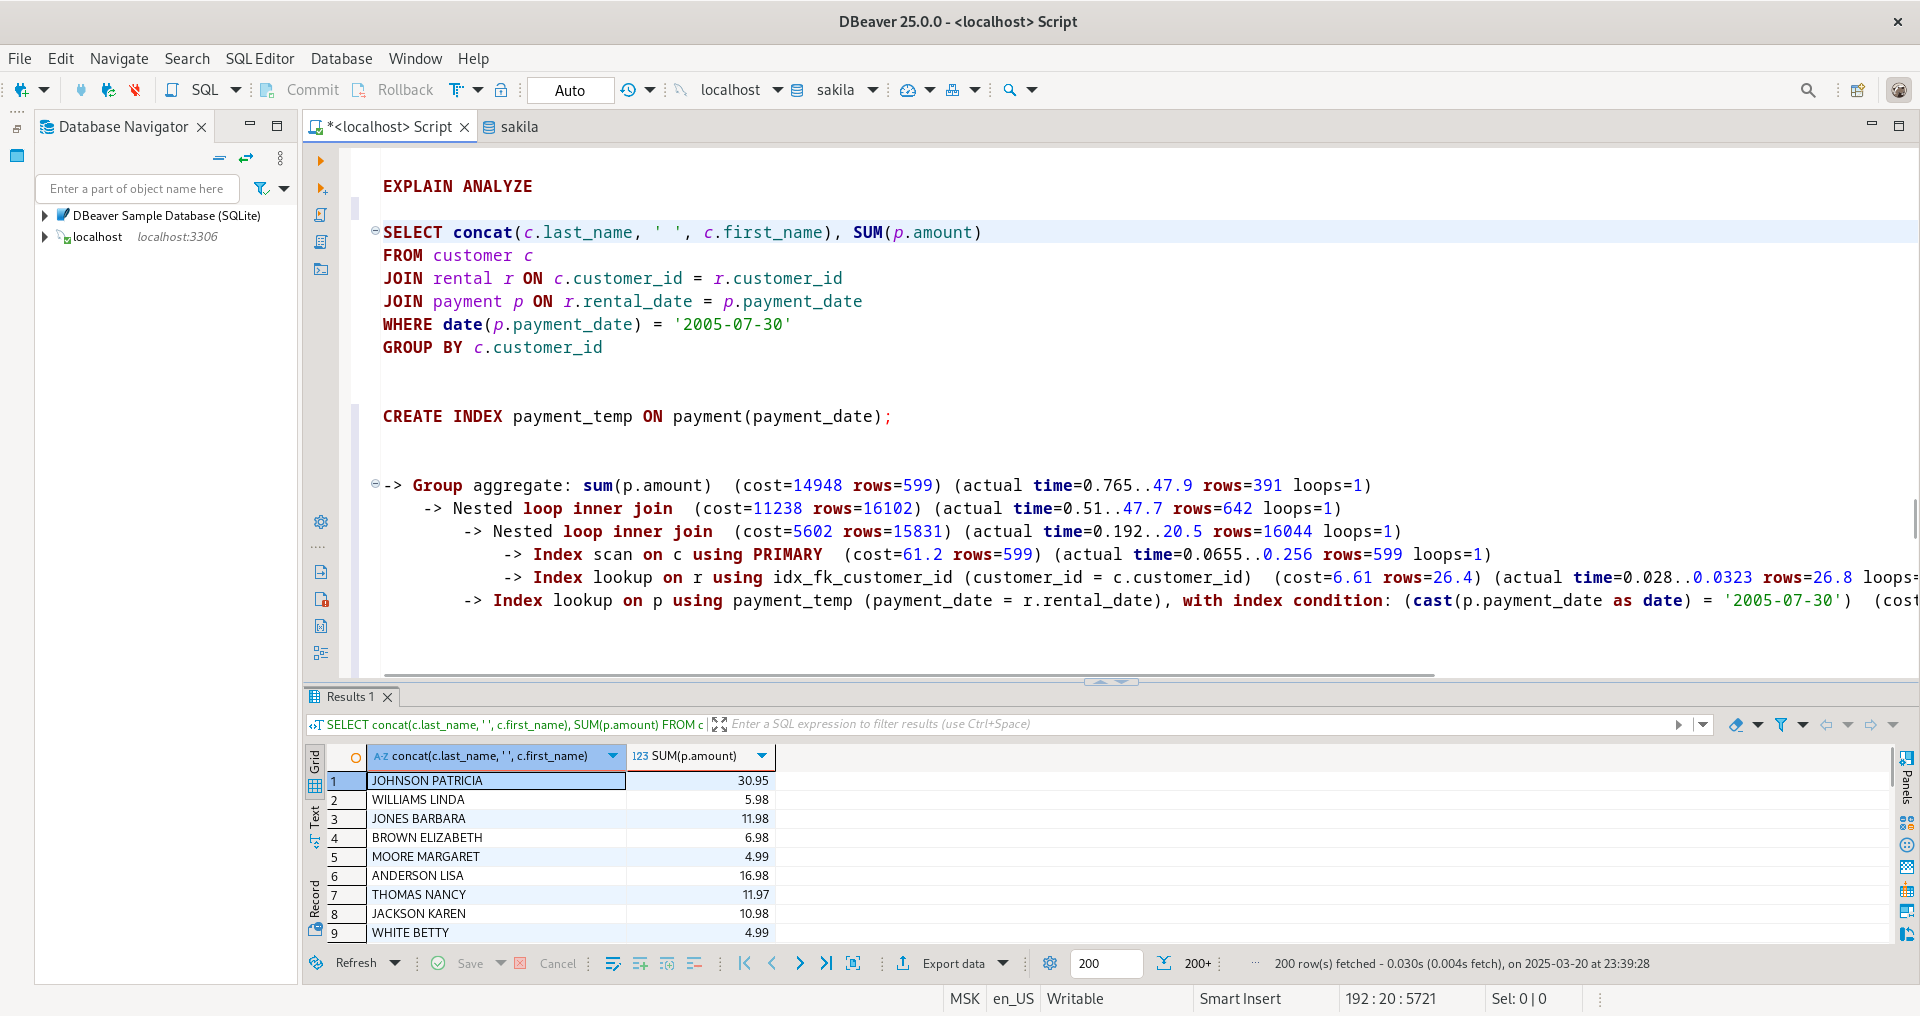 DBeaver 25.0.0 - <localhost> Script
File Edit Navigate Search SQL Editor Database Window Help
SQL Commit Rollback Auto localhost sakila
Database Navigator
*<localhost> Script sakila
Enter a part of object name here
DBeaver Sample Database (SQLite)
localhost localhost:3306
EXPLAIN ANALYZE
SELECT concat(c.last_name, ' ', c.first_name), SUM(p.amount)
FROM customer c
JOIN rental r ON c.customer_id = r.customer_id
JOIN payment p ON r.rental_date = p.payment_date
WHERE date(p.payment_date) = '2005-07-30'
GROUP BY c.customer_id
CREATE INDEX payment_temp ON payment(payment_date);
-> Group aggregate: sum(p.amount)  (cost=14948 rows=599) (actual time=0.765..47.9 rows=391 loops=1)
-> Nested loop inner join  (cost=11238 rows=16102) (actual time=0.51..47.7 rows=642 loops=1)
-> Nested loop inner join  (cost=5602 rows=15831) (actual time=0.192..20.5 rows=16044 loops=1)
-> Index scan on c using PRIMARY  (cost=61.2 rows=599) (actual time=0.0655..0.256 rows=599 loops=1)
-> Index lookup on r using idx_fk_customer_id (customer_id = c.customer_id)  (cost=6.61 rows=26.4) (actual time=0.028..0.0323 rows=26.8 loops=
-> Index lookup on p using payment_temp (payment_date = r.rental_date), with index condition: (cast(p.payment_date as date) = '2005-07-30')  (cost
Results 1
SELECT concat(c.last_name, ' ', c.first_name), SUM(p.amount) FROM c
Enter a SQL expression to filter results (use Ctrl+Space)
Grid
Text
Record
A-Z concat(c.last_name, ' ', c.first_name) 123 SUM(p.amount)
1 JOHNSON PATRICIA 30.95
2 WILLIAMS LINDA 5.98
3 JONES BARBARA 11.98
4 BROWN ELIZABETH 6.98
5 MOORE MARGARET 4.99
6 ANDERSON LISA 16.98
7 THOMAS NANCY 11.97
8 JACKSON KAREN 10.98
9 WHITE BETTY 4.99
Panels
Refresh Save Cancel Export data 200 200+ 200 row(s) fetched - 0.030s (0.004s fetch), on 2025-03-20 at 23:39:28
MSK en_US Writable Smart Insert 192 : 20 : 5721 Sel: 0 | 0